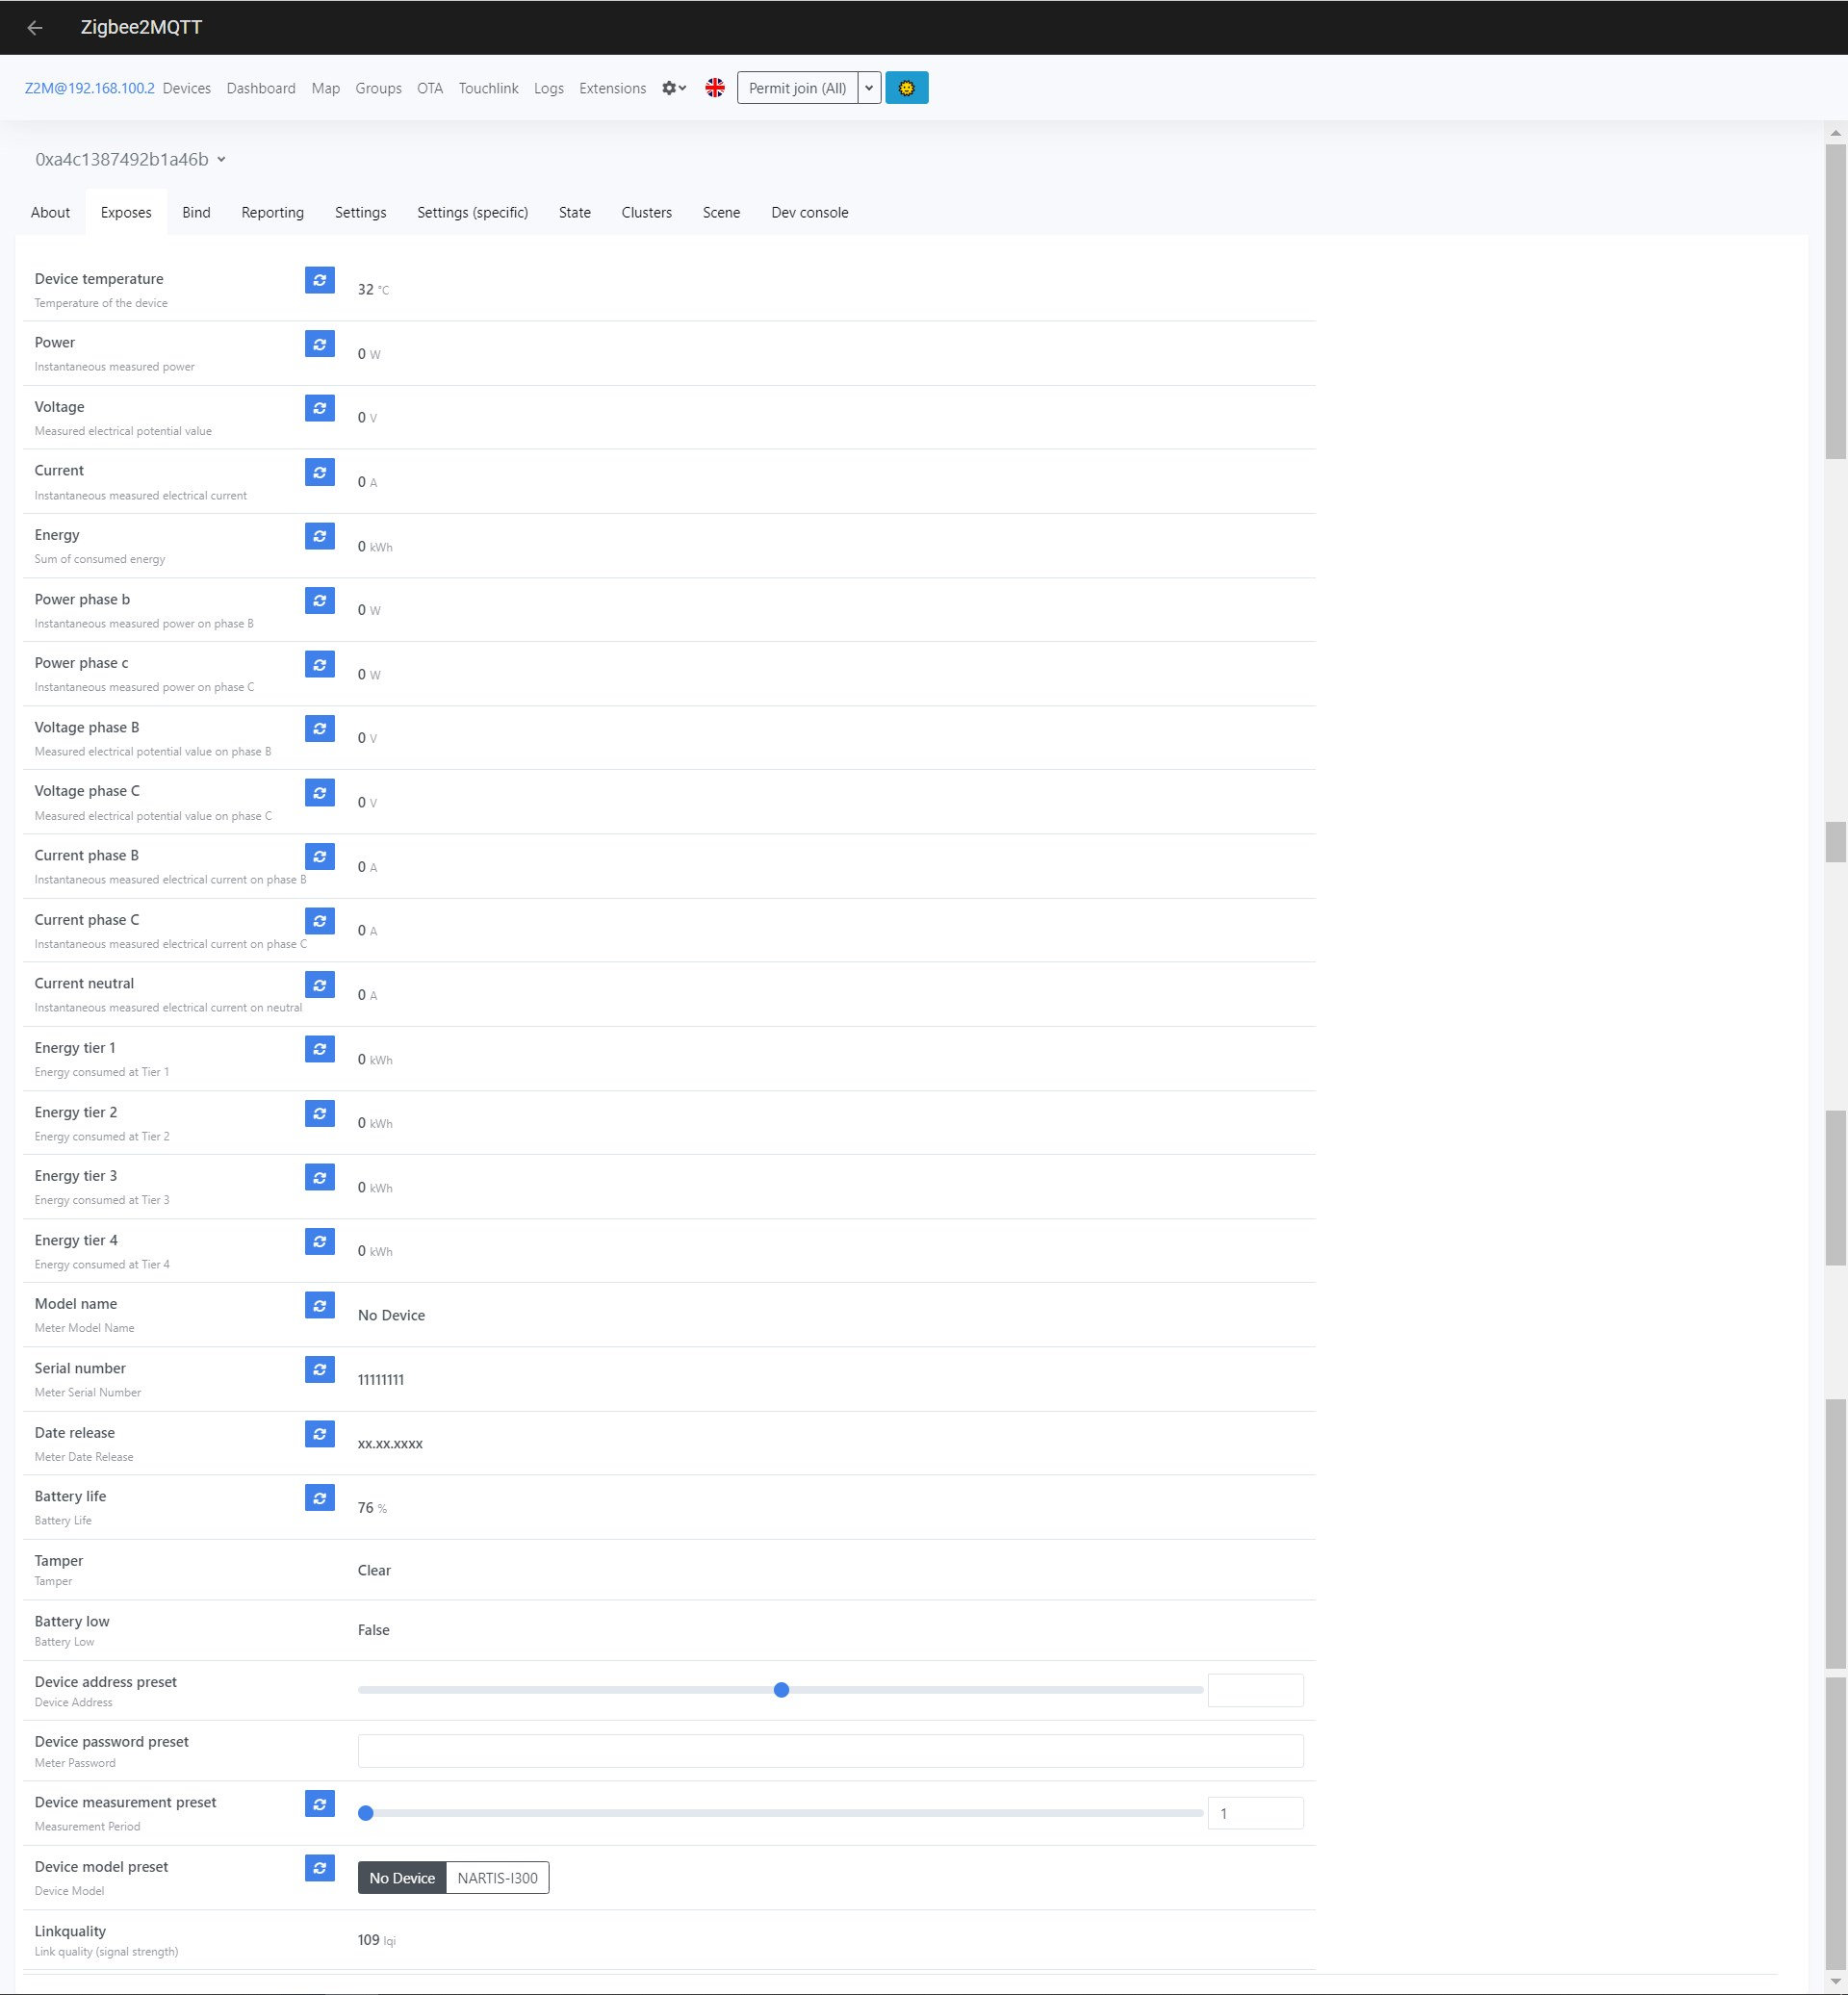 Zigbee2MQTT
Z2M@192.168.100.2 Devices Dashboard Map Groups OTA Touchlink Logs Extensions Permit join (All)
0xa4c1387492b1a46b
About Exposes Bind Reporting Settings Settings (specific) State Clusters Scene Dev console
Device temperature
32 °C
Temperature of the device
Power
0 W
Instantaneous measured power
Voltage
0 V
Measured electrical potential value
Current
0 A
Instantaneous measured electrical current
Energy
0 kWh
Sum of consumed energy
Power phase b
0 W
Instantaneous measured power on phase B
Power phase c
0 W
Instantaneous measured power on phase C
Voltage phase B
0 V
Measured electrical potential value on phase B
Voltage phase C
0 V
Measured electrical potential value on phase C
Current phase B
0 A
Instantaneous measured electrical current on phase B
Current phase C
0 A
Instantaneous measured electrical current on phase C
Current neutral
0 A
Instantaneous measured electrical current on neutral
Energy tier 1
0 kWh
Energy consumed at Tier 1
Energy tier 2
0 kWh
Energy consumed at Tier 2
Energy tier 3
0 kWh
Energy consumed at Tier 3
Energy tier 4
0 kWh
Energy consumed at Tier 4
Model name
No Device
Meter Model Name
Serial number
11111111
Meter Serial Number
Date release
xx.xx.xxxx
Meter Date Release
Battery life
76 %
Battery Life
Tamper
Clear
Tamper
Battery low
False
Battery Low
Device address preset
Device Address
Device password preset
Meter Password
Device measurement preset
1
Measurement Period
Device model preset
No Device NARTIS-I300
Device Model
Linkquality
109 lqi
Link quality (signal strength)